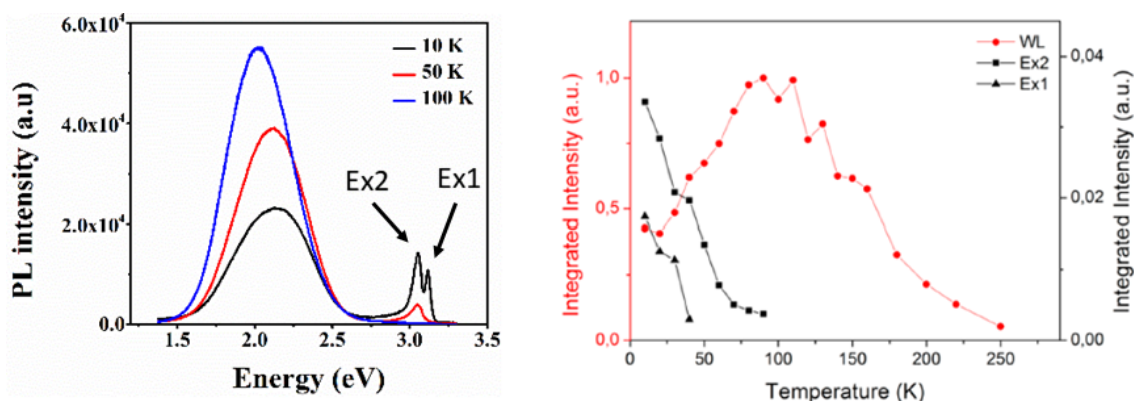 6.0x10⁴
4.0x10⁴
2.0x10⁴
0.0
PL intensity (a.u)
10 K
50 K
100 K
Ex2
Ex1
1.5 2.0 2.5 3.0 3.5
Energy (eV)
1,0
0,5
0,0
Integrated Intensity (a.u.)
WL
Ex2
Ex1
0,04
0,02
0,00
Integrated Intensity (a.u.)
0 50 100 150 200 250
Temperature (K)